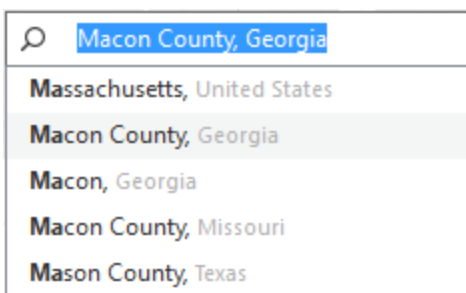 Macon County, Georgia
Massachusetts, United States
Macon County, Georgia
Macon, Georgia
Macon County, Missouri
Mason County, Texas